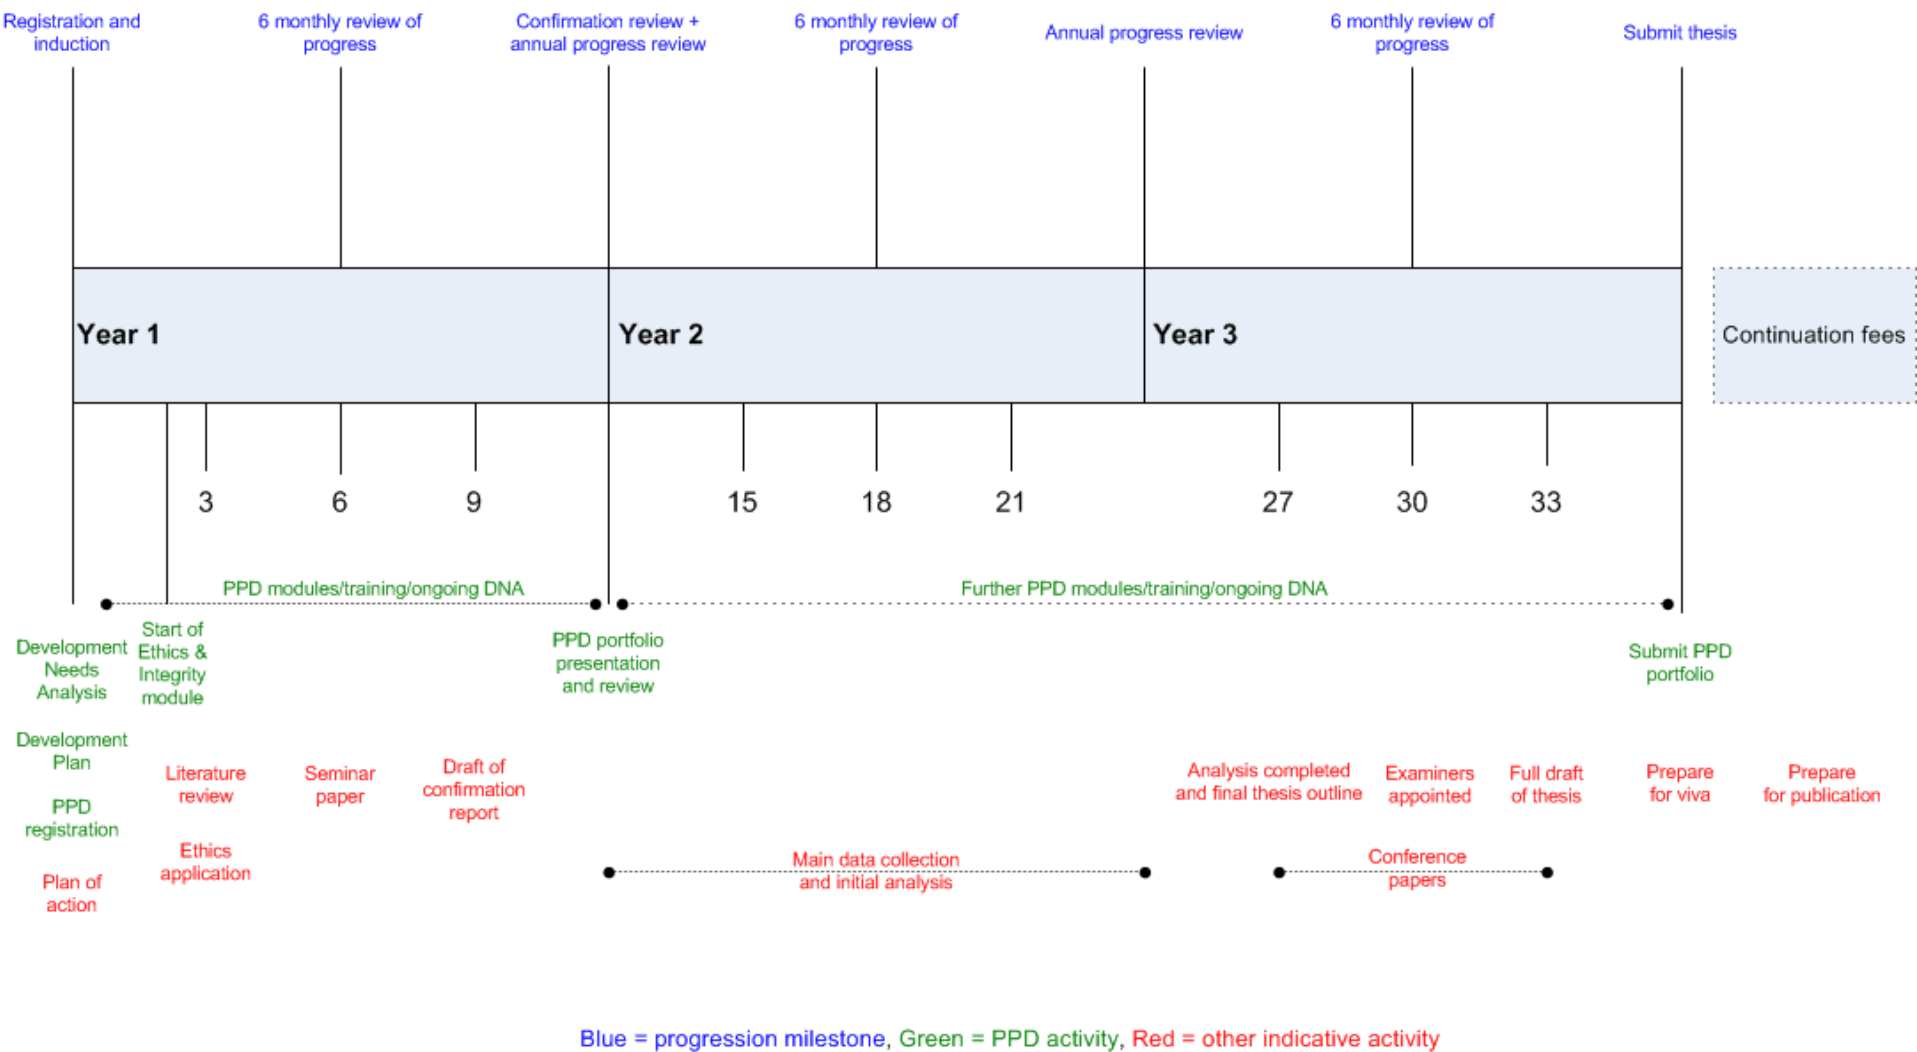 Registration and
induction
6 monthly review of
progress
Confirmation review +
annual progress review
6 monthly review of
progress
Annual progress review
6 monthly review of
progress
Submit thesis
Year 1
Year 2
Year 3
Continuation fees
3
6
9
15
18
21
27
30
33
PPD modules/training/ongoing DNA
Further PPD modules/training/ongoing DNA
Development
Needs
Analysis
Start of
Ethics &
Integrity
module
PPD portfolio
presentation
and review
Submit PPD
portfolio
Development
Plan
PPD
registration
Plan of
action
Literature
review
Ethics
application
Seminar
paper
Draft of
confirmation
report
Main data collection
and initial analysis
Analysis completed
and final thesis outline
Examiners
appointed
Full draft
of thesis
Conference
papers
Prepare
for viva
Prepare
for publication
Blue = progression milestone, Green = PPD activity, Red = other indicative activity